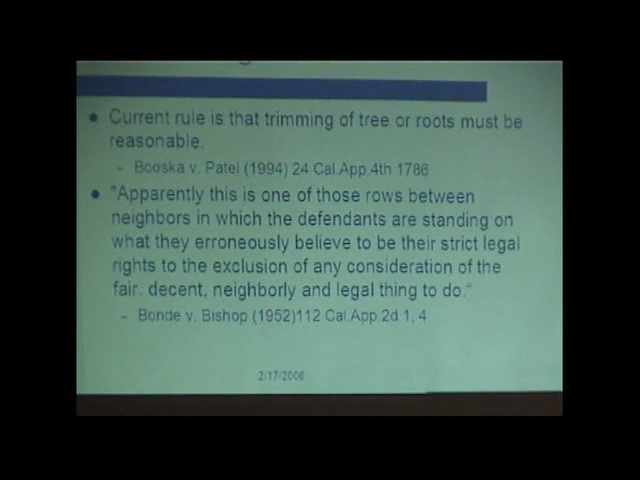 Current rule is that trimming of tree or roots must be
reasonable.
– Booska v. Patel (1994) 24 Cal.App.4th 1786
"Apparently this is one of those rows between
neighbors in which the defendants are standing on
what they erroneously believe to be their strict legal
rights to the exclusion of any consideration of the
fair, decent, neighborly and legal thing to do."
– Bonde v. Bishop (1952)112 Cal.App.2d 1, 4
2/17/2006